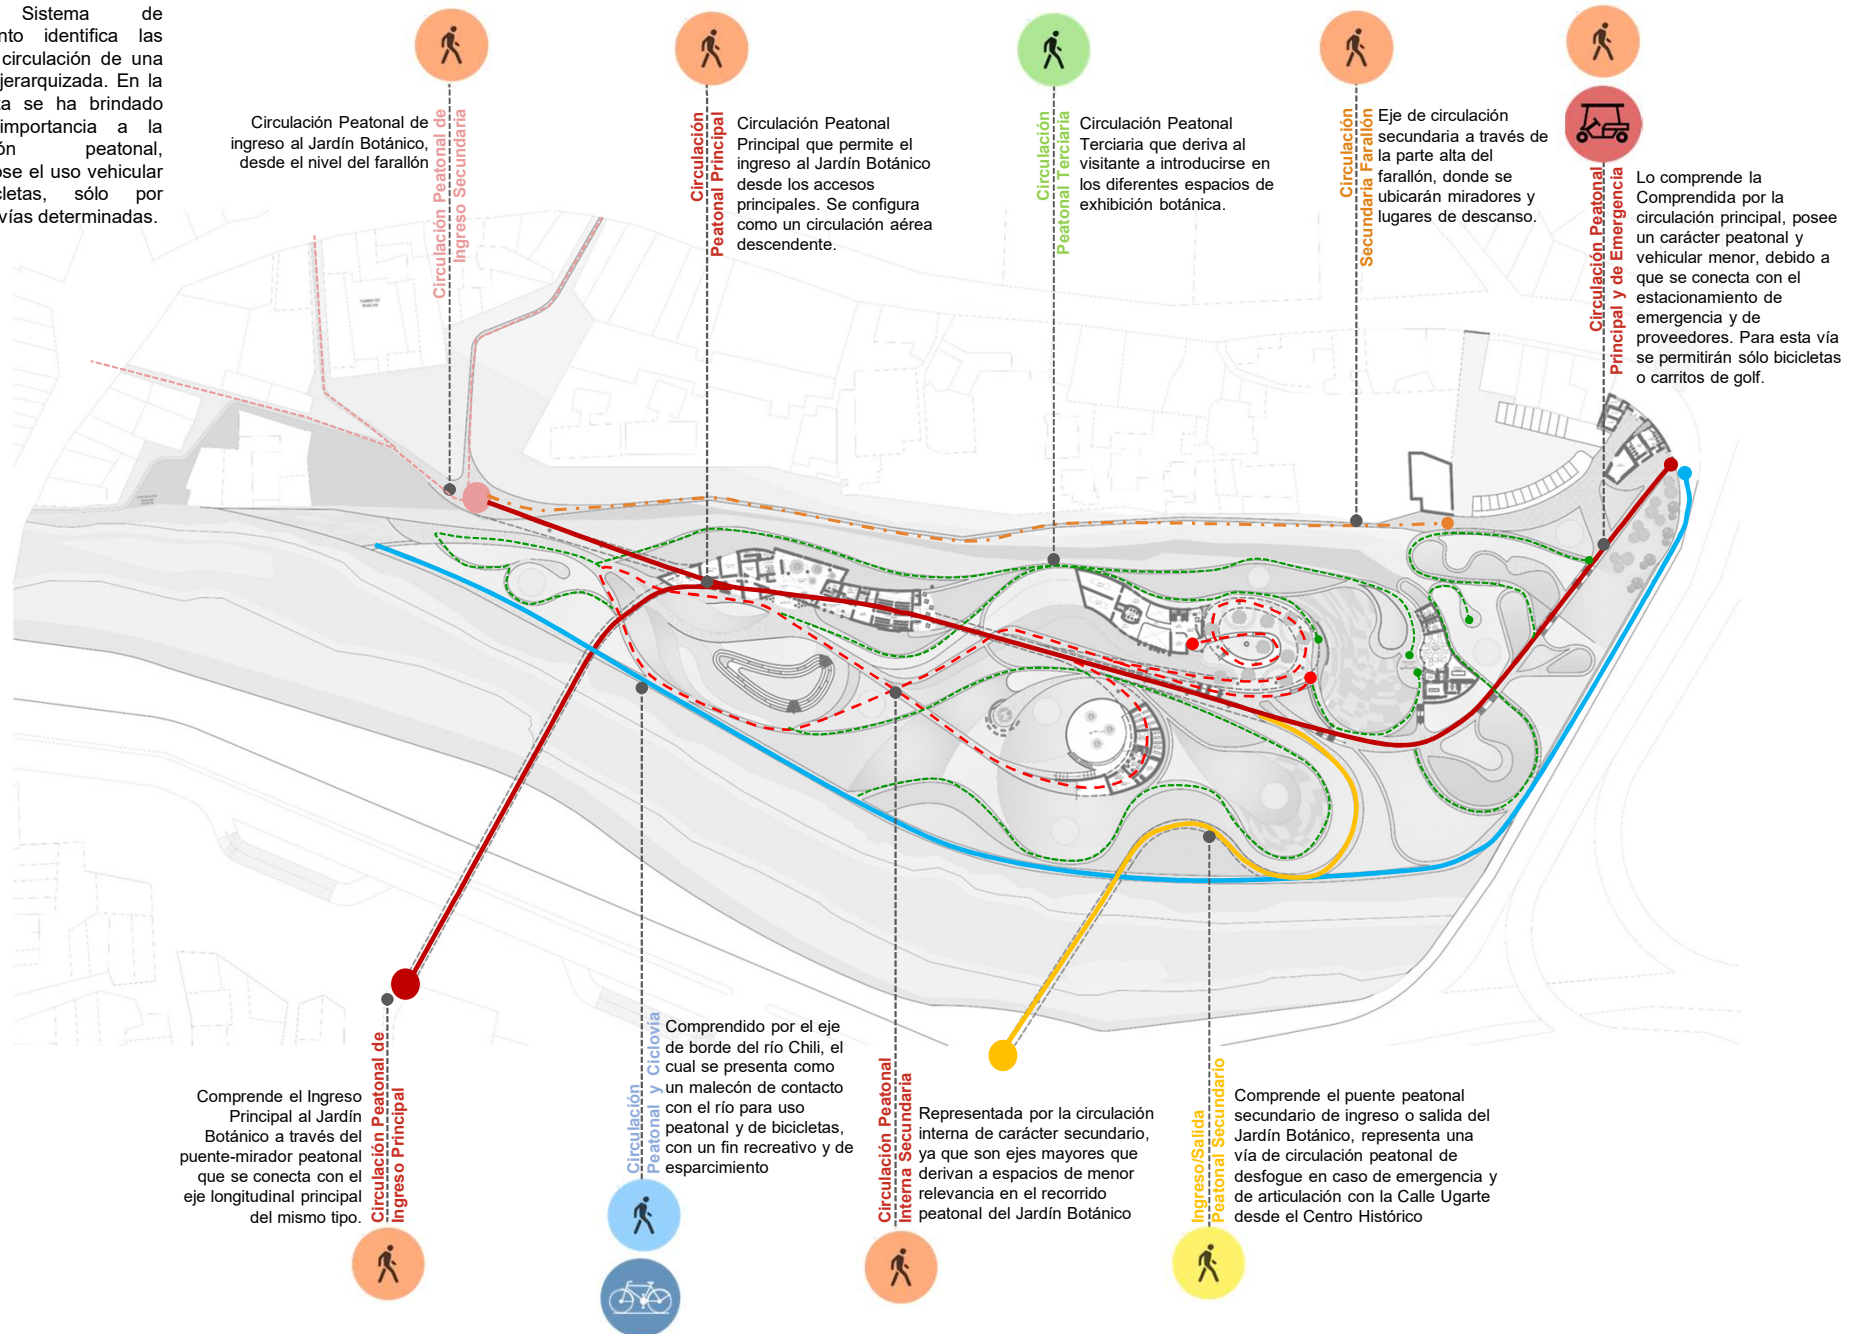 Sistema de
nto identifica las
circulación de una
jerarquizada. En la
ta se ha brindado
importancia a la
ón peatonal,
ose el uso vehicular
cletas, sólo por
vías determinadas.
Circulación Peatonal de
ingreso al Jardín Botánico,
desde el nivel del farallón
Circulación Peatonal de
Ingreso Secundaria
Circulación
Peatonal Principal
Circulación Peatonal
Principal que permite el
ingreso al Jardín Botánico
desde los accesos
principales. Se configura
como un circulación aérea
descendente.
Circulación
Peatonal Terciaria
Circulación Peatonal
Terciaria que deriva al
visitante a introducirse en
los diferentes espacios de
exhibición botánica.
Circulación
Secundaria Farallón
Eje de circulación
secundaria a través de
la parte alta del
farallón, donde se
ubicarán miradores y
lugares de descanso.
Circulación Peatonal
Principal y de Emergencia
Lo comprende la
Comprendida por la
circulación principal, posee
un carácter peatonal y
vehicular menor, debido a
que se conecta con el
estacionamiento de
emergencia y de
proveedores. Para esta vía
se permitirán sólo bicicletas
o carritos de golf.
Comprende el Ingreso
Principal al Jardín
Botánico a través del
puente-mirador peatonal
que se conecta con el
eje longitudinal principal
del mismo tipo.
Circulación Peatonal de
Ingreso Principal
Circulación
Peatonal y Ciclovía
Comprendido por el eje
de borde del río Chili, el
cual se presenta como
un malecón de contacto
con el río para uso
peatonal y de bicicletas,
con un fin recreativo y de
esparcimiento
Circulación Peatonal
Interna Secundaria
Representada por la circulación
interna de carácter secundario,
ya que son ejes mayores que
derivan a espacios de menor
relevancia en el recorrido
peatonal del Jardín Botánico
Ingreso/Salida
Peatonal Secundario
Comprende el puente peatonal
secundario de ingreso o salida del
Jardín Botánico, representa una
vía de circulación peatonal de
desfogue en caso de emergencia y
de articulación con la Calle Ugarte
desde el Centro Histórico